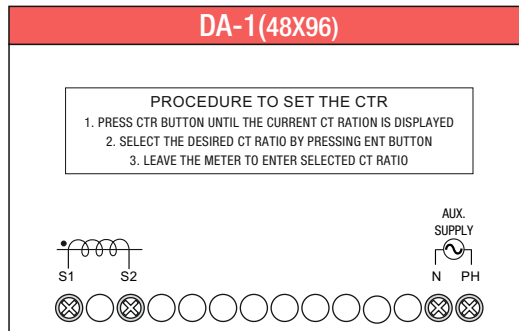 DA-1(48X96)
PROCEDURE TO SET THE CTR
1. PRESS CTR BUTTON UNTIL THE CURRENT CT RATION IS DISPLAYED
2. SELECT THE DESIRED CT RATIO BY PRESSING ENT BUTTON
3. LEAVE THE METER TO ENTER SELECTED CT RATIO
AUX.
SUPPLY
S1 S2 N PH